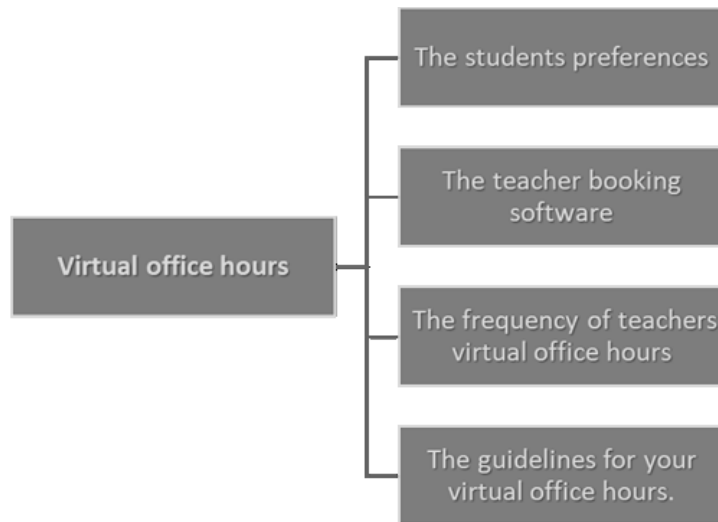 Virtual office hours
The students preferences
The teacher booking
software
The frequency of teachers
virtual office hours
The guidelines for your
virtual office hours.